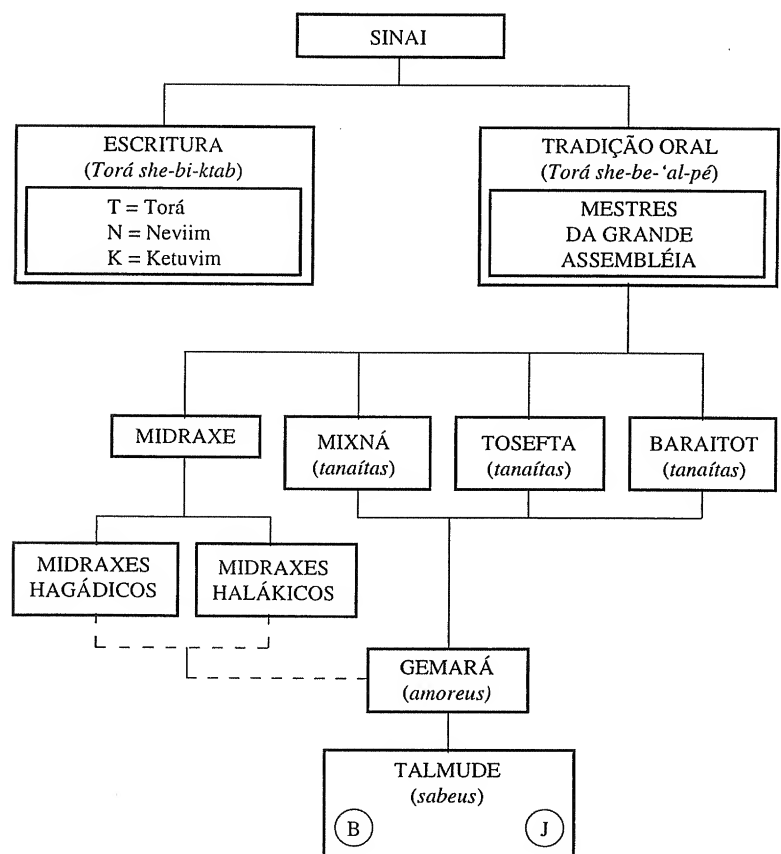 SINAI
ESCRITURA
(Torá she-bi-ktab)
T = Torá
N = Neviim
K = Ketuvim
TRADIÇÃO ORAL
(Torá she-be-‘al-pé)
MESTRES
DA GRANDE
ASSEMBLÉIA
MIDRAXE
MIXNÁ
(tanaítas)
TOSEFTA
(tanaítas)
BARAITOT
(tanaítas)
MIDRAXES
HAGÁDICOS
MIDRAXES
HALÁKICOS
GEMARÁ
(amoreus)
TALMUDE
(sabeus)
B
J